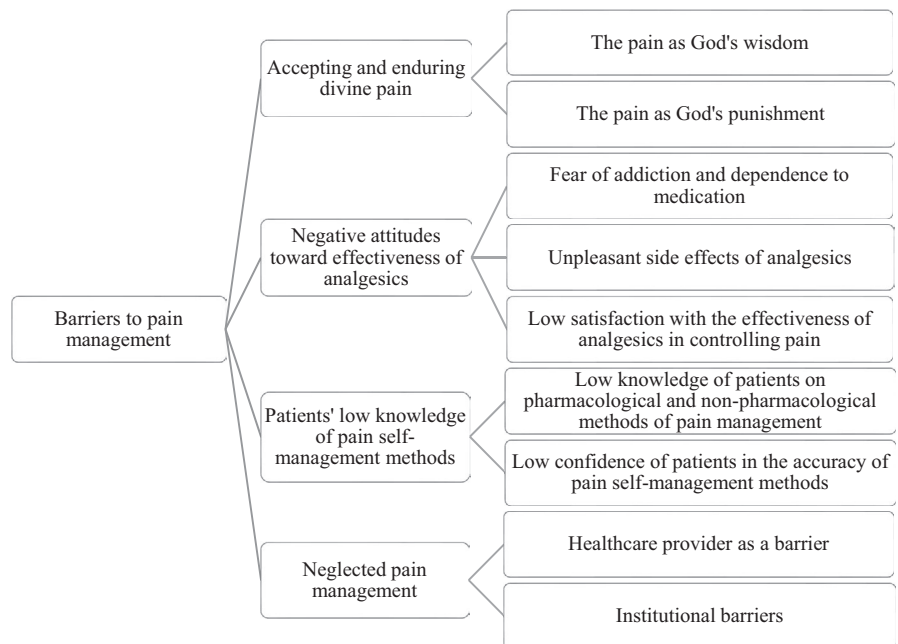 Barriers to pain
management
Accepting and enduring
divine pain
The pain as God's wisdom
The pain as God's punishment
Negative attitudes
toward effectiveness of
analgesics
Fear of addiction and dependence to
medication
Unpleasant side effects of analgesics
Low satisfaction with the effectiveness of
analgesics in controlling pain
Patients' low knowledge
of pain self-
management methods
Low knowledge of patients on
pharmacological and non-pharmacological
methods of pain management
Low confidence of patients in the accuracy of
pain self-management methods
Neglected pain
management
Healthcare provider as a barrier
Institutional barriers